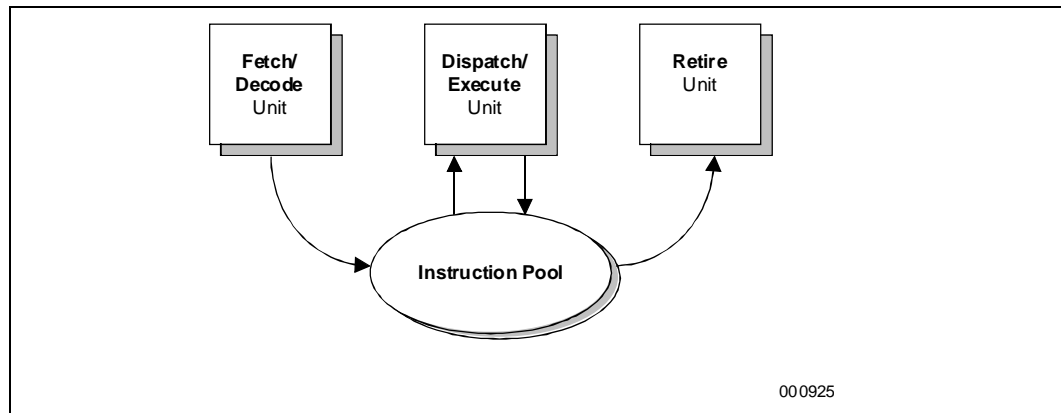 Fetch/
Decode
Unit
Dispatch/
Execute
Unit
Retire
Unit
Instruction Pool
000925